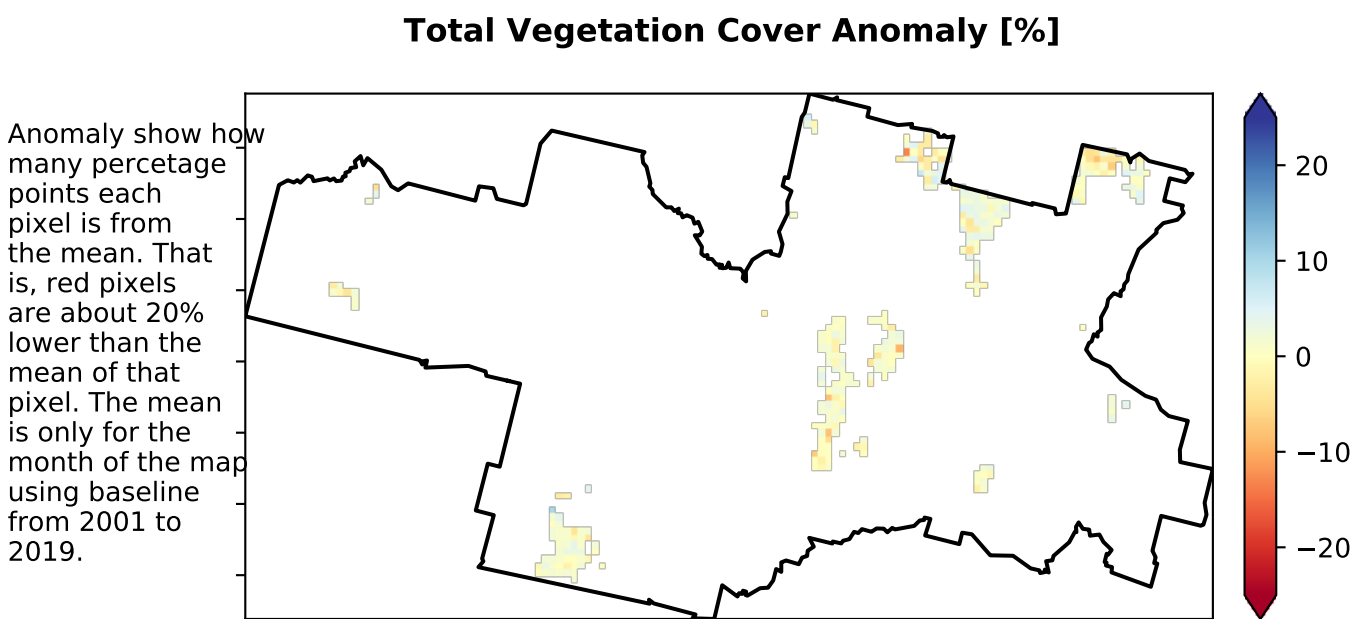 Total Vegetation Cover Anomaly [%]
Anomaly show how
many percetage
points each
pixel is from
the mean. That
is, red pixels
are about 20%
lower than the
mean of that
pixel. The mean
is only for the
month of the map
using baseline
from 2001 to
2019.
20
10
0
−10
−20